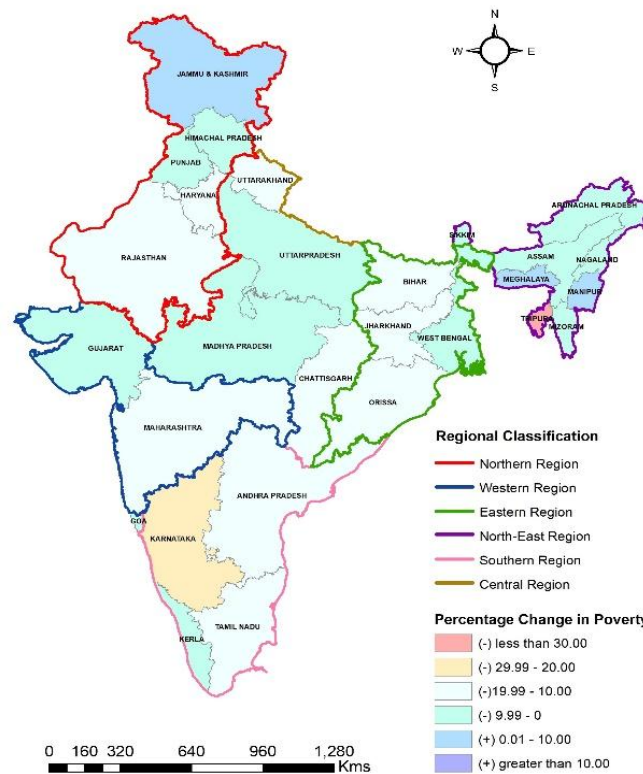 N
W E
S
JAMMU & KASHMIR
HIMACHAL PRADESH
PUNJAB
UTTARAKHAND
HARYANA
RAJASTHAN
UTTARPRADESH
ARUNACHAL PRADESH
SIKKIM
ASSAM
NAGALAND
MEGHALAYA
MANIPUR
BIHAR
TRIPURA
MIZORAM
JHARKHAND
WEST BENGAL
GUJARAT
MADHYA PRADESH
CHATTISGARH
ORISSA
MAHARASHTRA
ANDHRA PRADESH
GOA
KARNATAKA
KERLA
TAMIL NADU
Regional Classification
Northern Region
Western Region
Eastern Region
North-East Region
Southern Region
Central Region
Percentage Change in Poverty
(-) less than 30.00
(-) 29.99 - 20.00
(-)19.99 - 10.00
(-) 9.99 - 0
(+) 0.01 - 10.00
(+) greater than 10.00
0 160 320 640 960 1,280
Kms